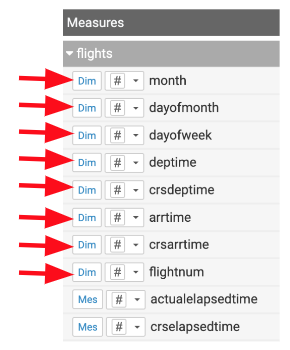 Measures
flights
Dim # month
Dim # dayofmonth
Dim # dayofweek
Dim # deptime
Dim # crsdeptime
Dim # arrtime
Dim # crsarrtime
Dim # flightnum
Mes # actualelapsedtime
Mes # crselapsedtime